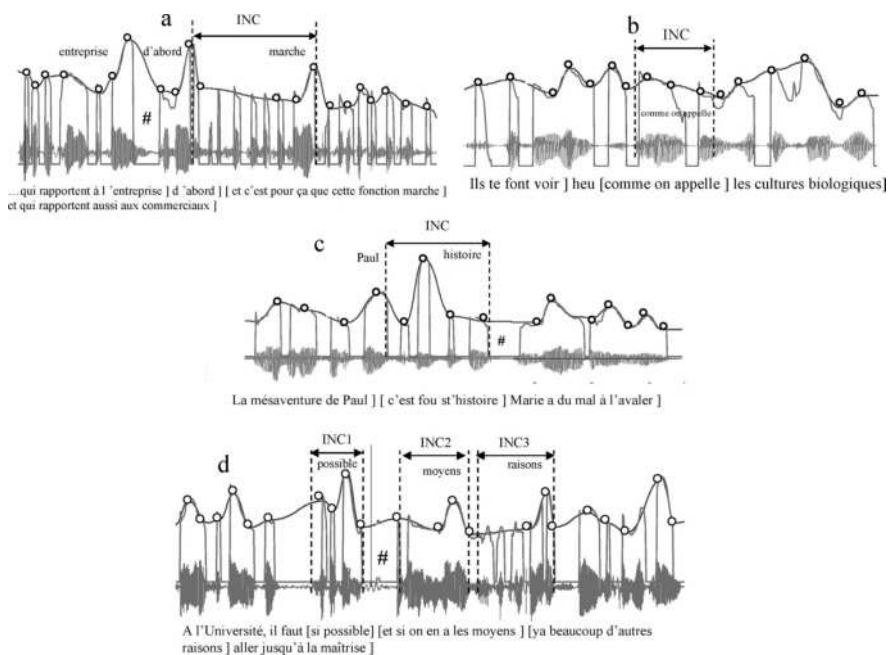 a
INC
entreprise
d'abord
marche
#
...qui rapportent à l 'entreprise ] d 'abord ] [ et c'est pour ça que cette fonction marche ]
et qui rapportent aussi aux commerciaux ]
b
INC
comme on appelle
Ils te font voir ] heu [comme on appelle ] les cultures biologiques]
c
INC
Paul
histoire
#
La mésaventure de Paul ] [ c'est fou st'histoire ] Marie a du mal à l'avaler ]
d
INC1
INC2
INC3
possible
moyens
raisons
#
A l'Université, il faut [si possible] [et si on en a les moyens ] [ya beaucoup d'autres
raisons ] aller jusqu'à la maîtrise ]